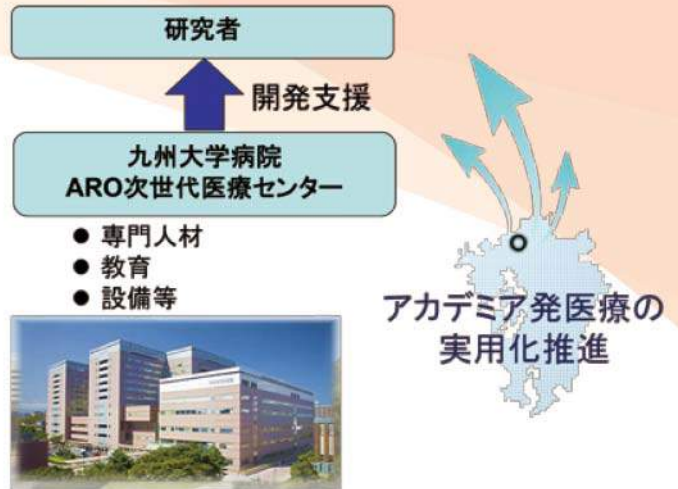 研究者
開発支援
九州大学病院
ARO次世代医療センター
● 専門人材
● 教育
● 設備等
アカデミア発医療の
実用化推進